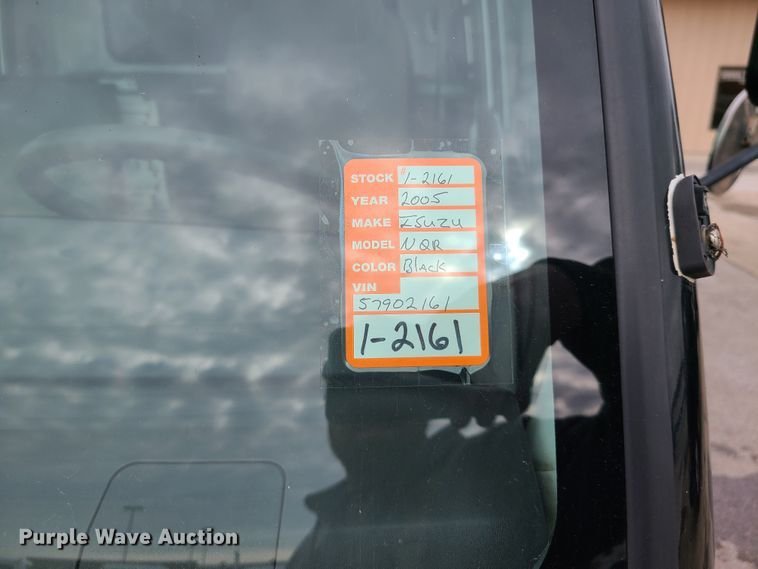 STOCK # 1-2161
YEAR 2005
MAKE ISUZU
MODEL NQR
COLOR Black
VIN
57902161
1-2161
Purple Wave Auction